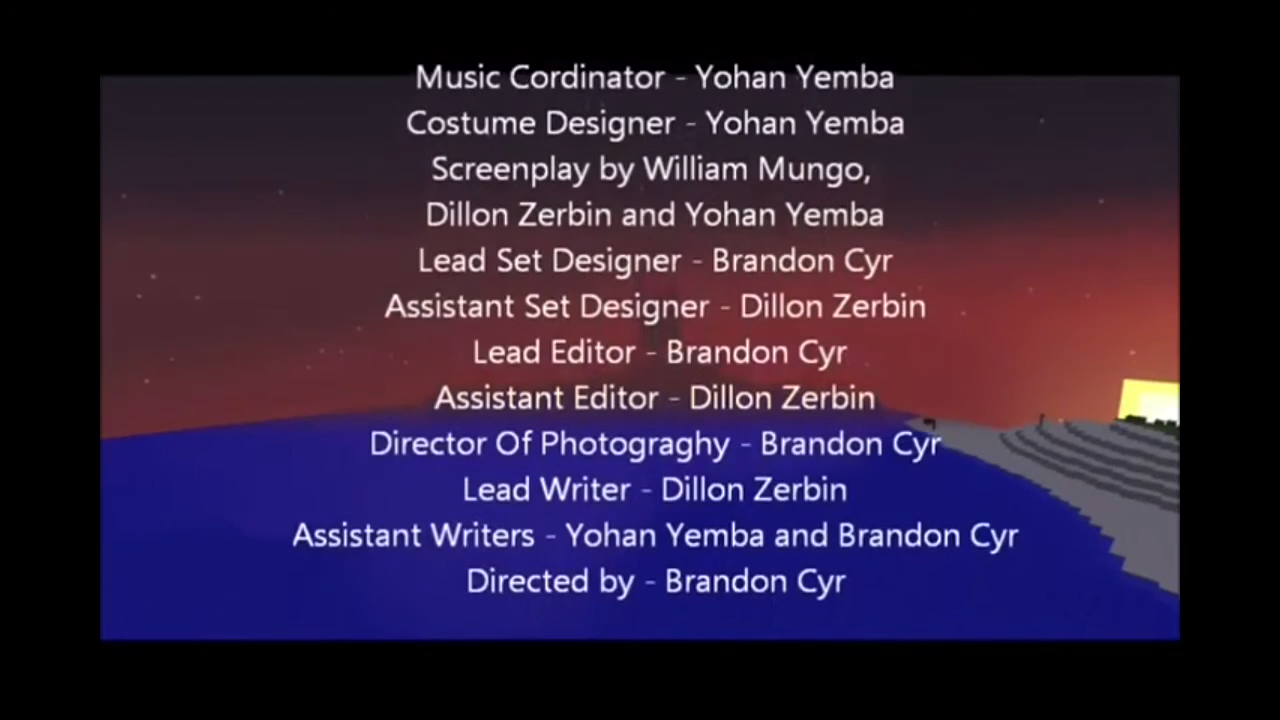 Music Cordinator - Yohan Yemba
Costume Designer - Yohan Yemba
Screenplay by William Mungo,
Dillon Zerbin and Yohan Yemba
Lead Set Designer - Brandon Cyr
Assistant Set Designer - Dillon Zerbin
Lead Editor - Brandon Cyr
Assistant Editor - Dillon Zerbin
Director Of Photograghy - Brandon Cyr
Lead Writer - Dillon Zerbin
Assistant Writers - Yohan Yemba and Brandon Cyr
Directed by - Brandon Cyr